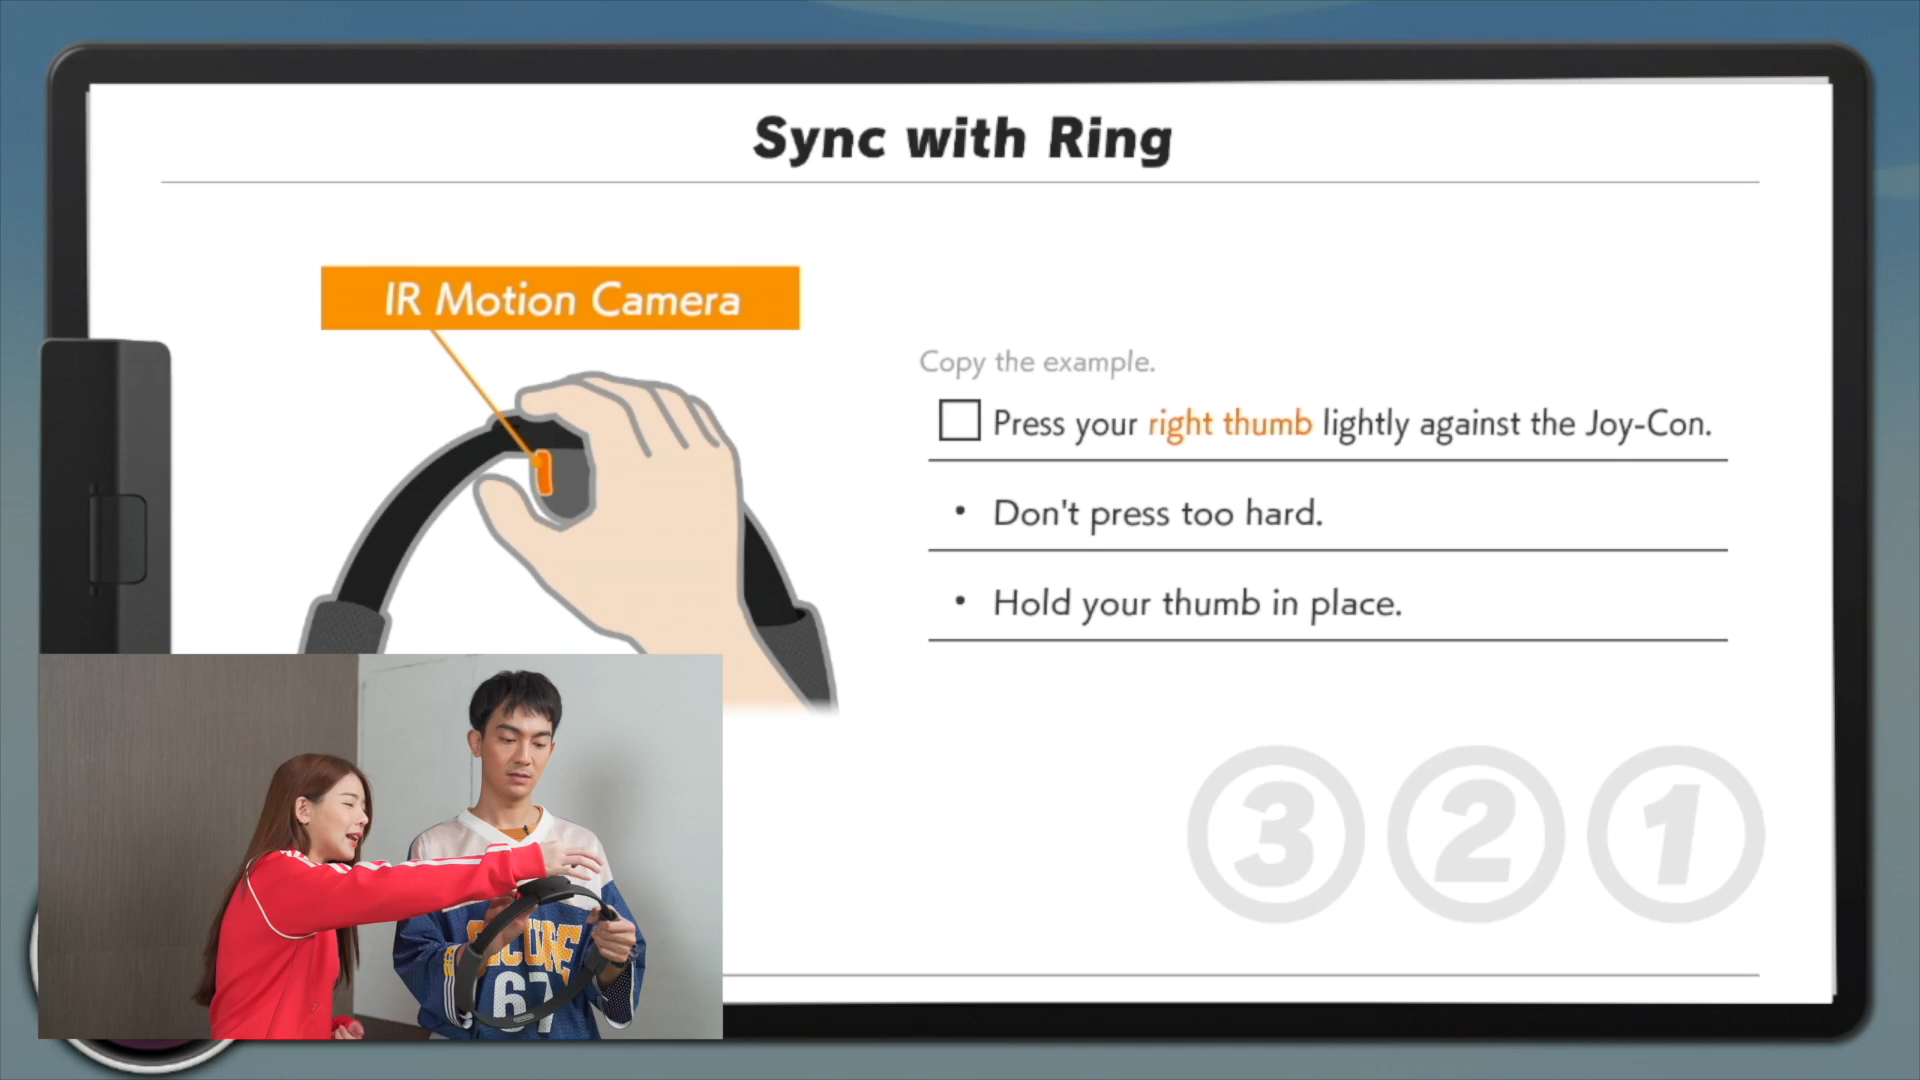 Sync with Ring
IR Motion Camera
Copy the example.
Press your right thumb lightly against the Joy-Con.
• Don't press too hard.
• Hold your thumb in place.
3 2 1
67